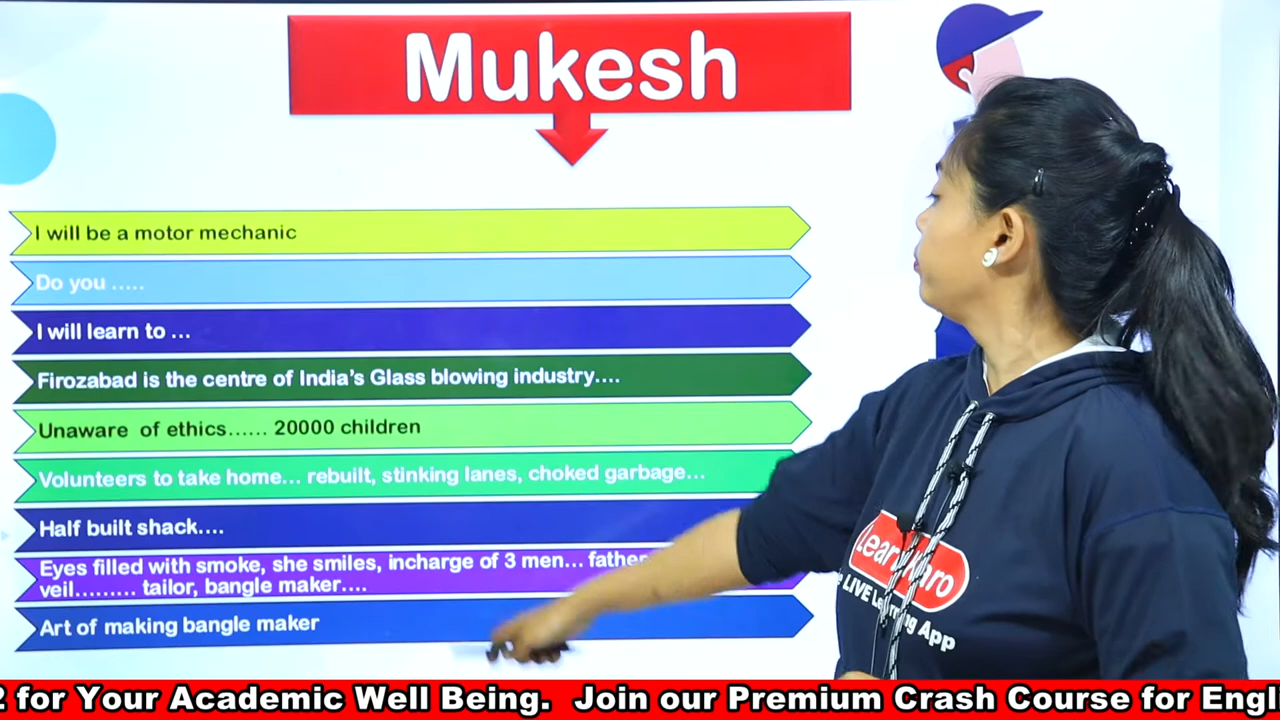 Mukesh
I will be a motor mechanic
Do you .....
I will learn to ...
Firozabad is the centre of India's Glass blowing industry....
Unaware of ethics...... 20000 children
Volunteers to take home... rebuilt, stinking lanes, choked garbage...
Half built shack....
Eyes filled with smoke, she smiles, incharge of 3 men... father
veil......... tailor, bangle maker....
Art of making bangle maker
LIVE Learning App
2 for Your Academic Well Being. Join our Premium Crash Course for Engl